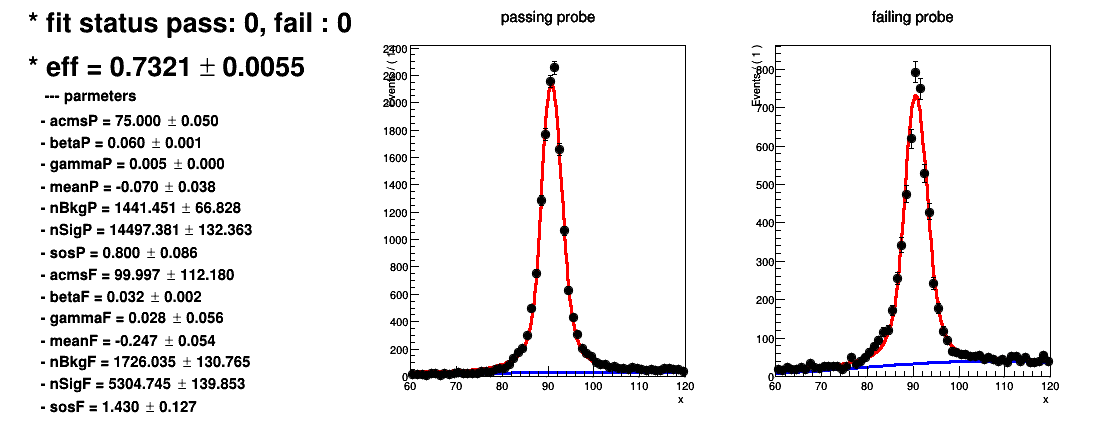 * fit status pass: 0, fail : 0
* eff = 0.7321 ± 0.0055
--- parmeters
- acmsP = 75.000 ± 0.050
- betaP = 0.060 ± 0.001
- gammaP = 0.005 ± 0.000
- meanP = -0.070 ± 0.038
- nBkgP = 1441.451 ± 66.828
- nSigP = 14497.381 ± 132.363
- sosP = 0.800 ± 0.086
- acmsF = 99.997 ± 112.180
- betaF = 0.032 ± 0.002
- gammaF = 0.028 ± 0.056
- meanF = -0.247 ± 0.054
- nBkgF = 1726.035 ± 130.765
- nSigF = 5304.745 ± 139.853
- sosF = 1.430 ± 0.127
passing probe
Events / ( 1 )
2400
2200
2000
1800
1600
1400
1200
1000
800
600
400
200
0
60 70 80 90 100 110 120
x
failing probe
Events / ( 1 )
800
700
600
500
400
300
200
100
0
60 70 80 90 100 110 120
x